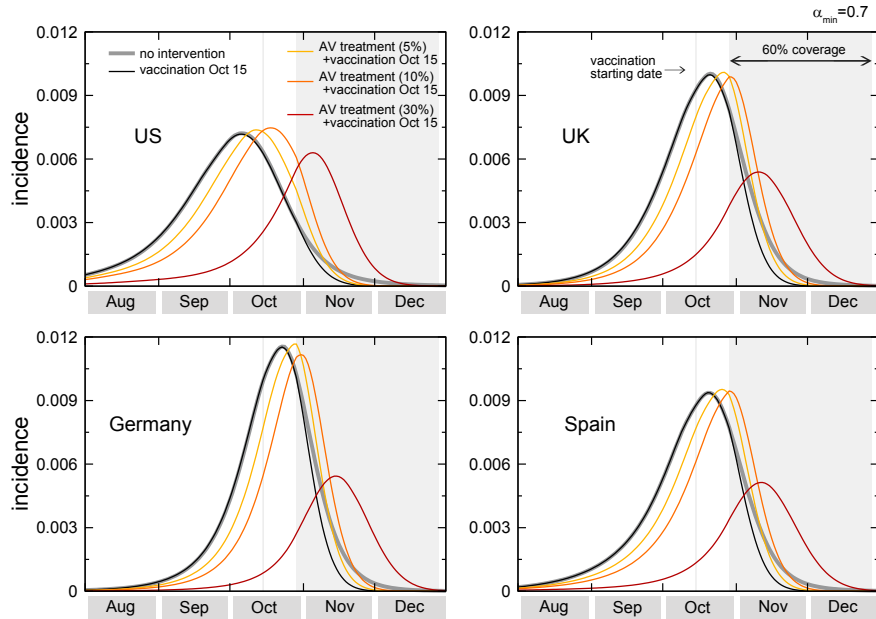 α_min=0.7
0.012
0.009
0.006
0.003
0
incidence
no intervention
vaccination Oct 15
AV treatment (5%)
+vaccination Oct 15
AV treatment (10%)
+vaccination Oct 15
AV treatment (30%)
+vaccination Oct 15
US
Aug Sep Oct Nov Dec
0.012
0.009
0.006
0.003
0
vaccination
starting date
60% coverage
UK
Aug Sep Oct Nov Dec
0.012
0.009
0.006
0.003
0
incidence
Germany
Aug Sep Oct Nov Dec
0.012
0.009
0.006
0.003
0
Spain
Aug Sep Oct Nov Dec